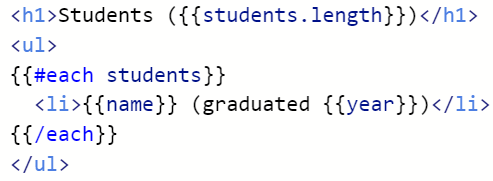 <h1>Students ({{students.length}})</h1>
<ul>
{{#each students}}
  <li>{{name}} (graduated {{year}})</li>
{{/each}}
</ul>